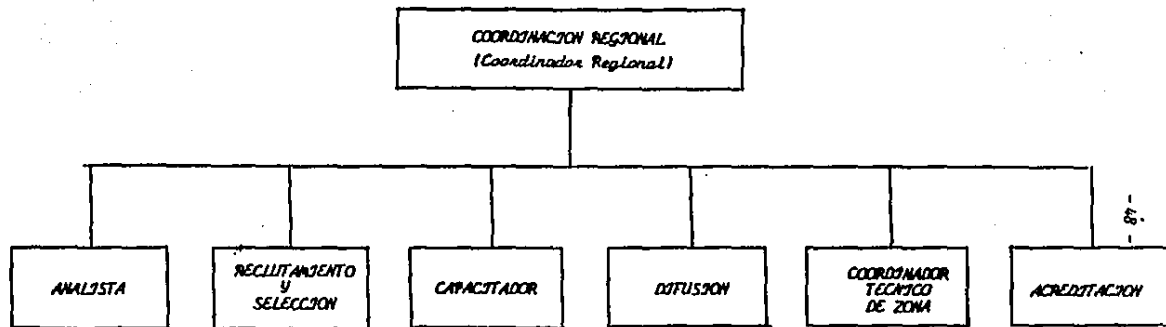 COORDINACION REGIONAL
(Coordinador Regional)
ANALISTA
RECLUTAMIENTO
Y
SELECCION
CAPACITADOR
DIFUSION
COORDINADOR
TECNICO
DE ZONA
ACREDITACION
- 48 -